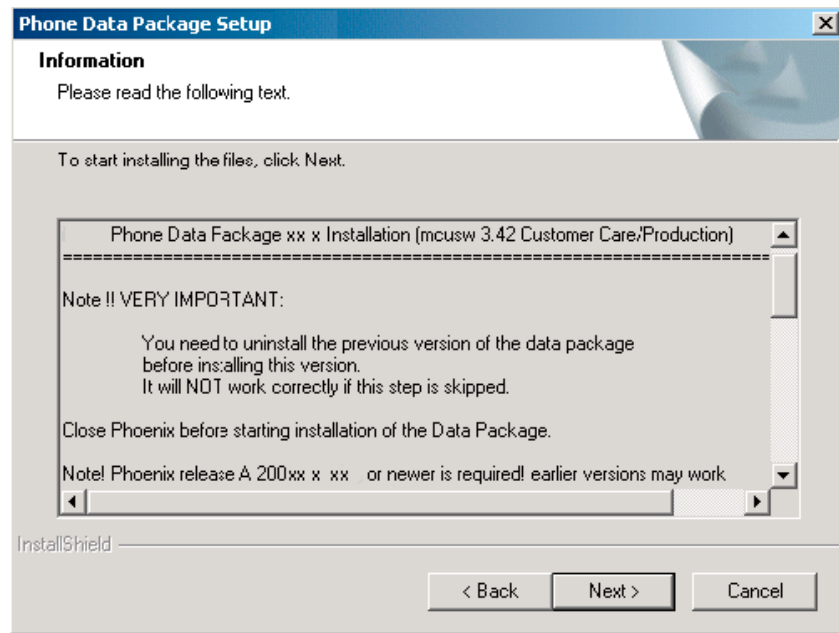 Phone Data Package Setup
Information
Please read the following text.
To start installing the files, click Next.
Phone Data Package xx x Installation (mcusw 3.42 Customer Care/Production)
=======================================================================
Note !! VERY IMPORTANT:
You need to uninstall the previous version of the data package
before installing this version.
It will NOT work correctly if this step is skipped.
Close Phoenix before starting installation of the Data Package.
Note! Phoenix release A 200xx x xx , or newer is required! earlier versions may work
InstallShield
< Back
Next >
Cancel